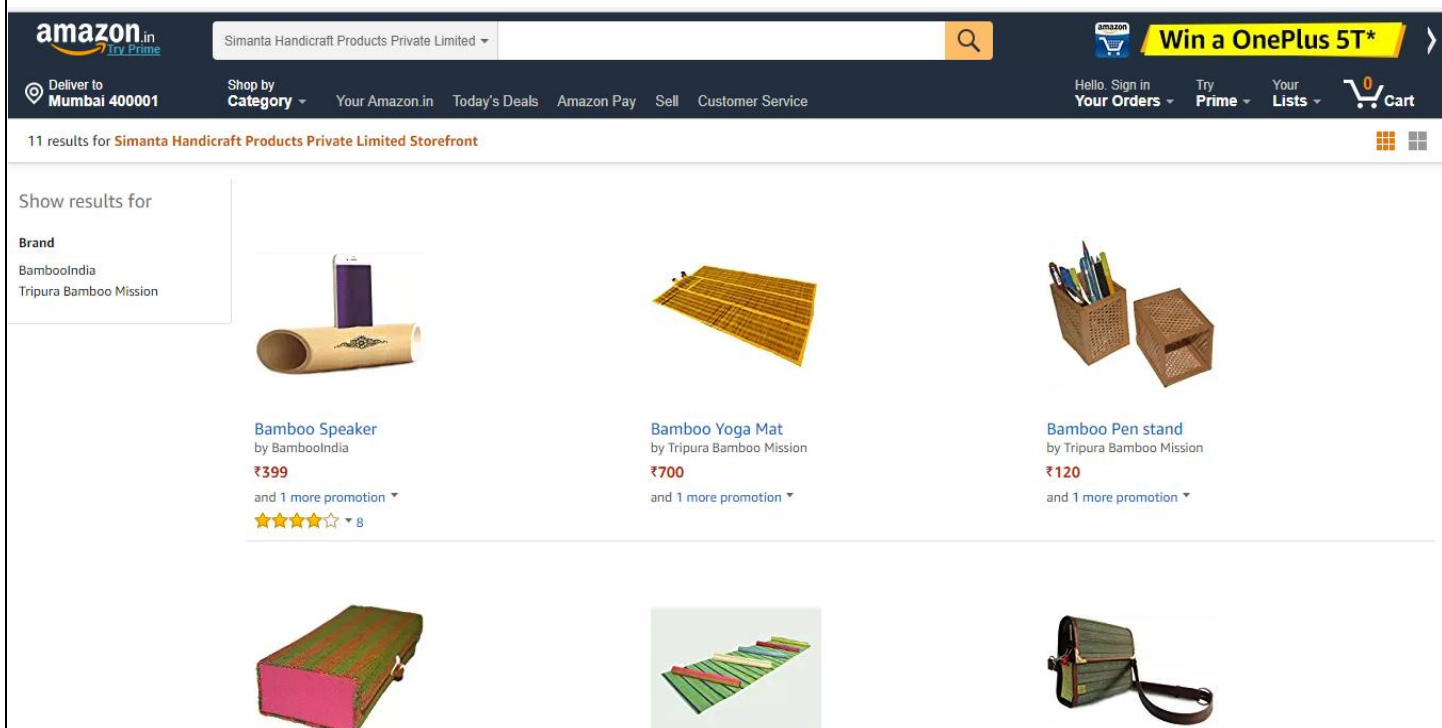 amazon.in
Try Prime
Simanta Handicraft Products Private Limited
amazon
Win a OnePlus 5T*
Deliver to
Mumbai 400001
Shop by
Category
Your Amazon.in Today's Deals Amazon Pay Sell Customer Service
Hello. Sign in
Your Orders
Try
Prime
Your
Lists
0
Cart
11 results for Simanta Handicraft Products Private Limited Storefront
Show results for
Brand
BambooIndia
Tripura Bamboo Mission
Bamboo Speaker
by BambooIndia
₹399
and 1 more promotion
8
Bamboo Yoga Mat
by Tripura Bamboo Mission
₹700
and 1 more promotion
Bamboo Pen stand
by Tripura Bamboo Mission
₹120
and 1 more promotion